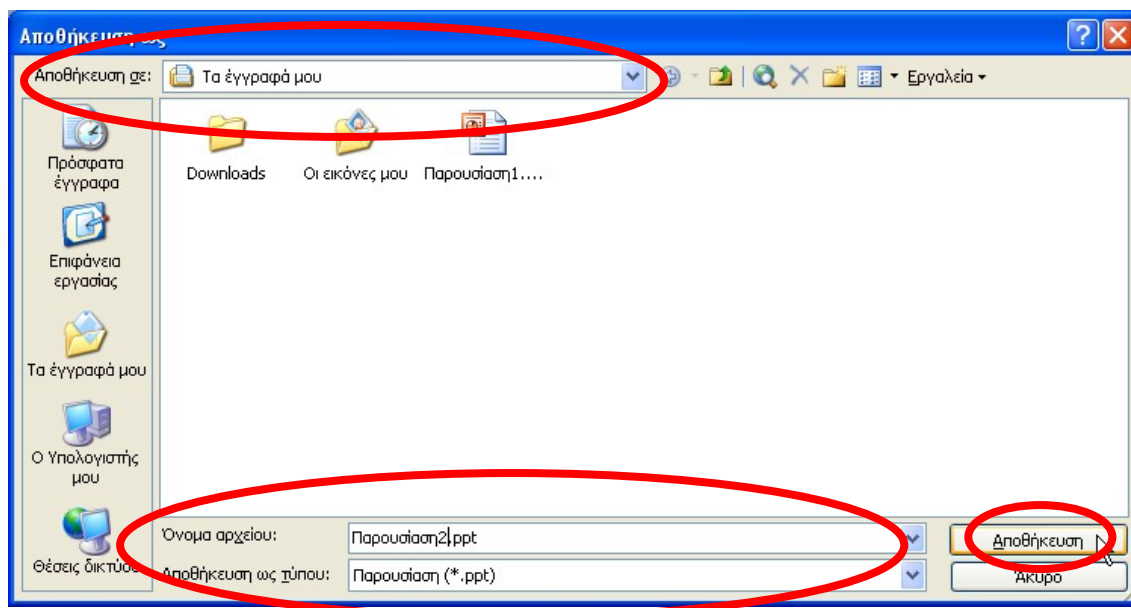 Αποθήκευση ως
Αποθήκευση σε: Τα έγγραφά μου Εργαλεία
Πρόσφατα
έγγραφα
Επιφάνεια
εργασίας
Τα έγγραφά μου
Ο Υπολογιστής
μου
Θέσεις δικτύου
Downloads Οι εικόνες μου Παρουσίαση1....
Όνομα αρχείου: Παρουσίαση2.ppt Αποθήκευση
Αποθήκευση ως τύπου: Παρουσίαση (*.ppt) Άκυρο